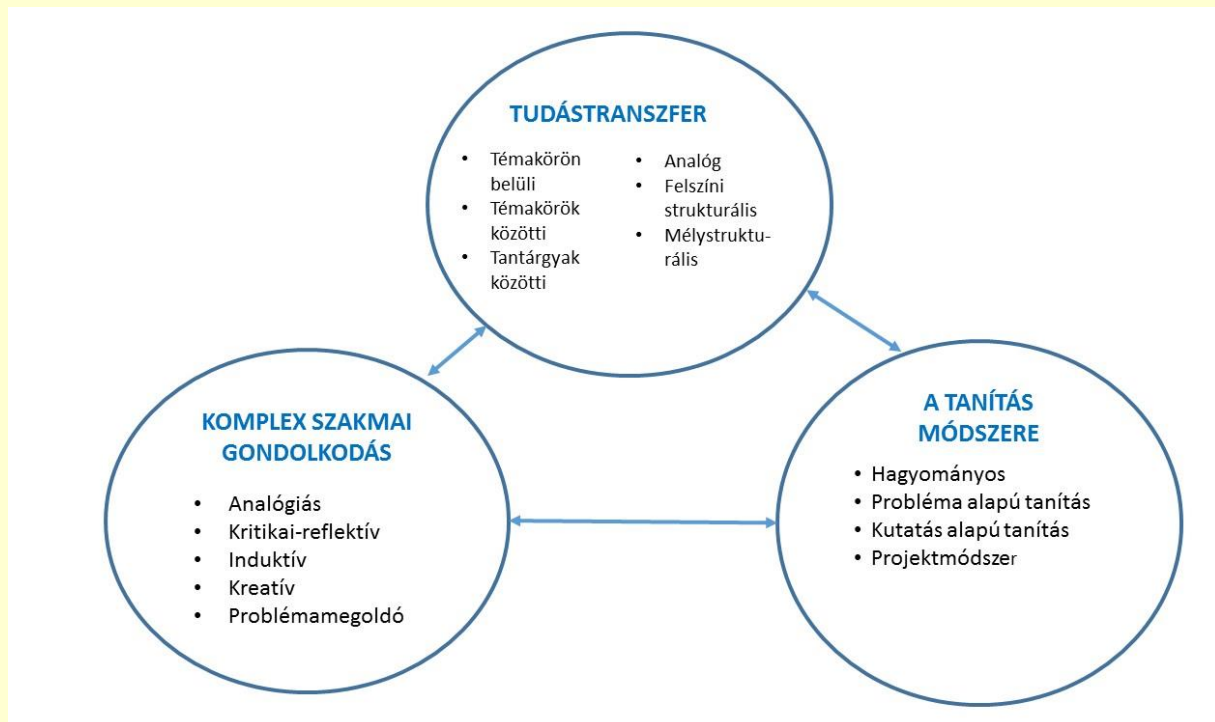 TUDÁSTRANSZFER
• Témakörön
belüli
• Témakörök
közötti
• Tantárgyak
közötti
• Analóg
• Felszíni
strukturális
• Mélystruktu-
rális
KOMPLEX SZAKMAI
GONDOLKODÁS
• Analógiás
• Kritikai-reflektív
• Induktív
• Kreatív
• Problémamegoldó
A TANÍTÁS
MÓDSZERE
• Hagyományos
• Probléma alapú tanítás
• Kutatás alapú tanítás
• Projektmódszer